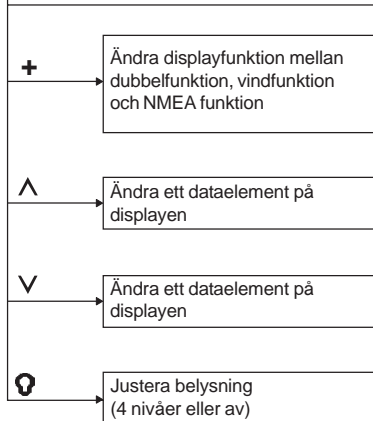 +
Ändra displayfunktion mellan
dubbelfunktion, vindfunktion
och NMEA funktion
Ändra ett dataelement på
displayen
Ändra ett dataelement på
displayen
Justera belysning
(4 nivåer eller av)